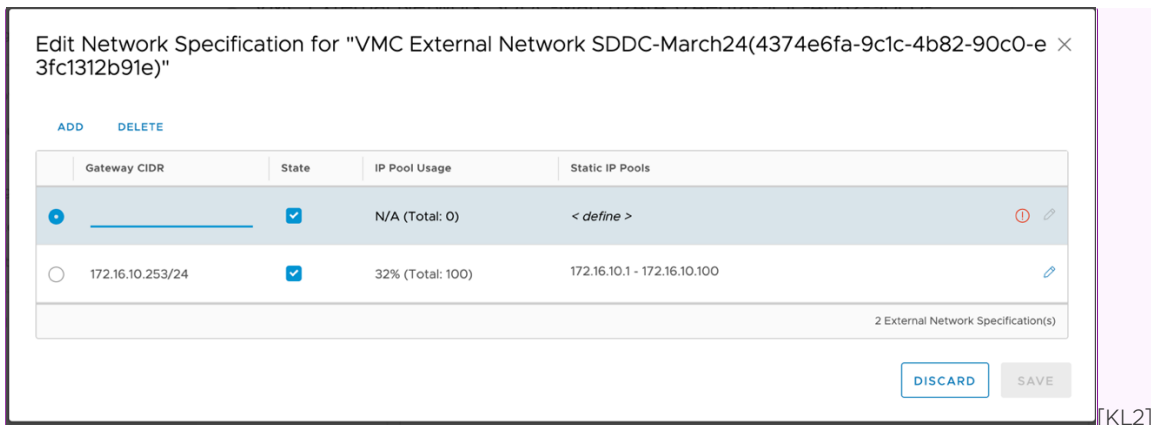 Edit Network Specification for "VMC External Network SDDC-March24(4374e6fa-9c1c-4b82-90c0-e
3fc1312b91e)"
ADD DELETE
Gateway CIDR State IP Pool Usage Static IP Pools
N/A (Total: 0) < define >
172.16.10.253/24 32% (Total: 100) 172.16.10.1 - 172.16.10.100
2 External Network Specification(s)
DISCARD SAVE
[KL2]